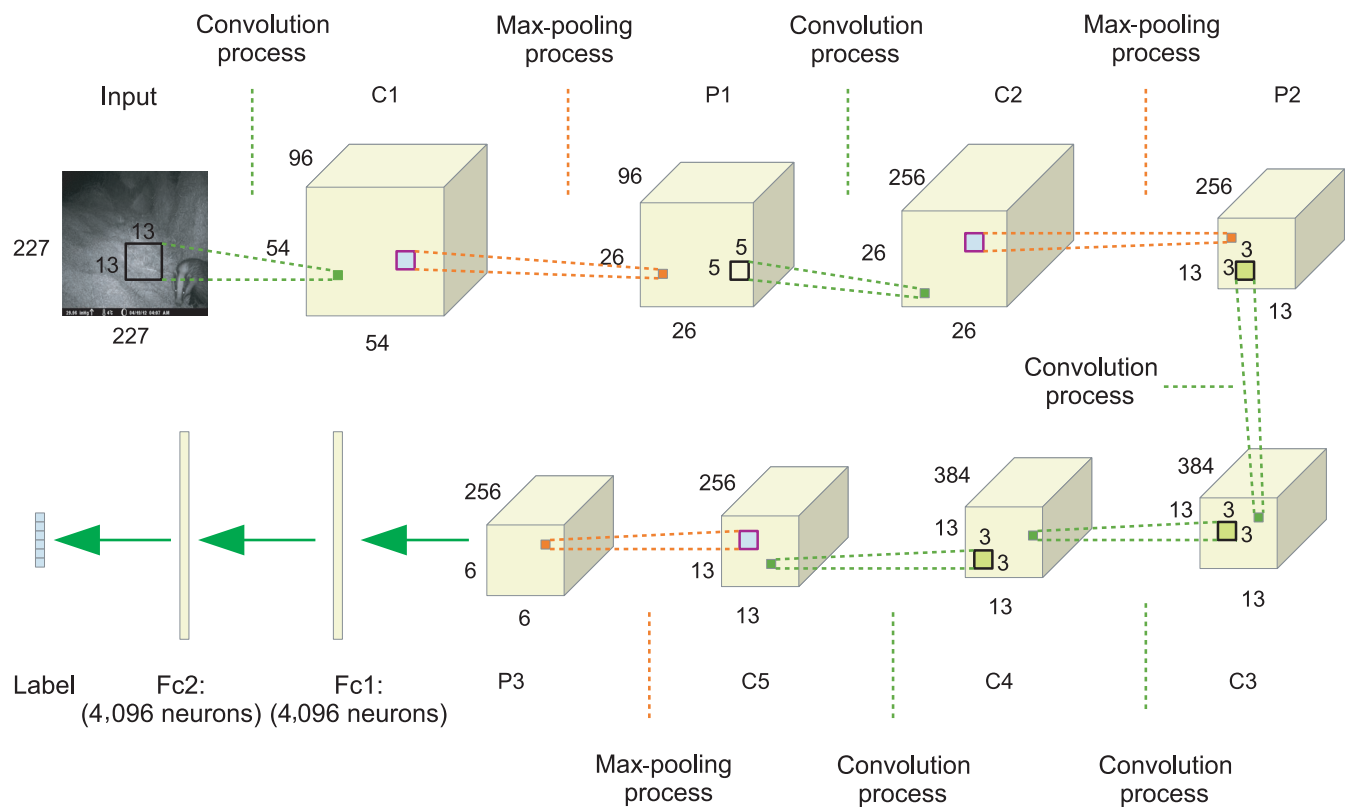 Convolution process
Max-pooling process
Convolution process
Max-pooling process
Input
C1
P1
C2
P2
227
227
13
13
96
54
54
96
26
26
5
5
256
26
26
256
13
13
3
3
Convolution process
384
13
13
3
3
384
13
13
3
3
256
13
13
256
6
6
Label
Fc2:
(4,096 neurons)
Fc1:
(4,096 neurons)
P3
C5
C4
C3
Max-pooling process
Convolution process
Convolution process